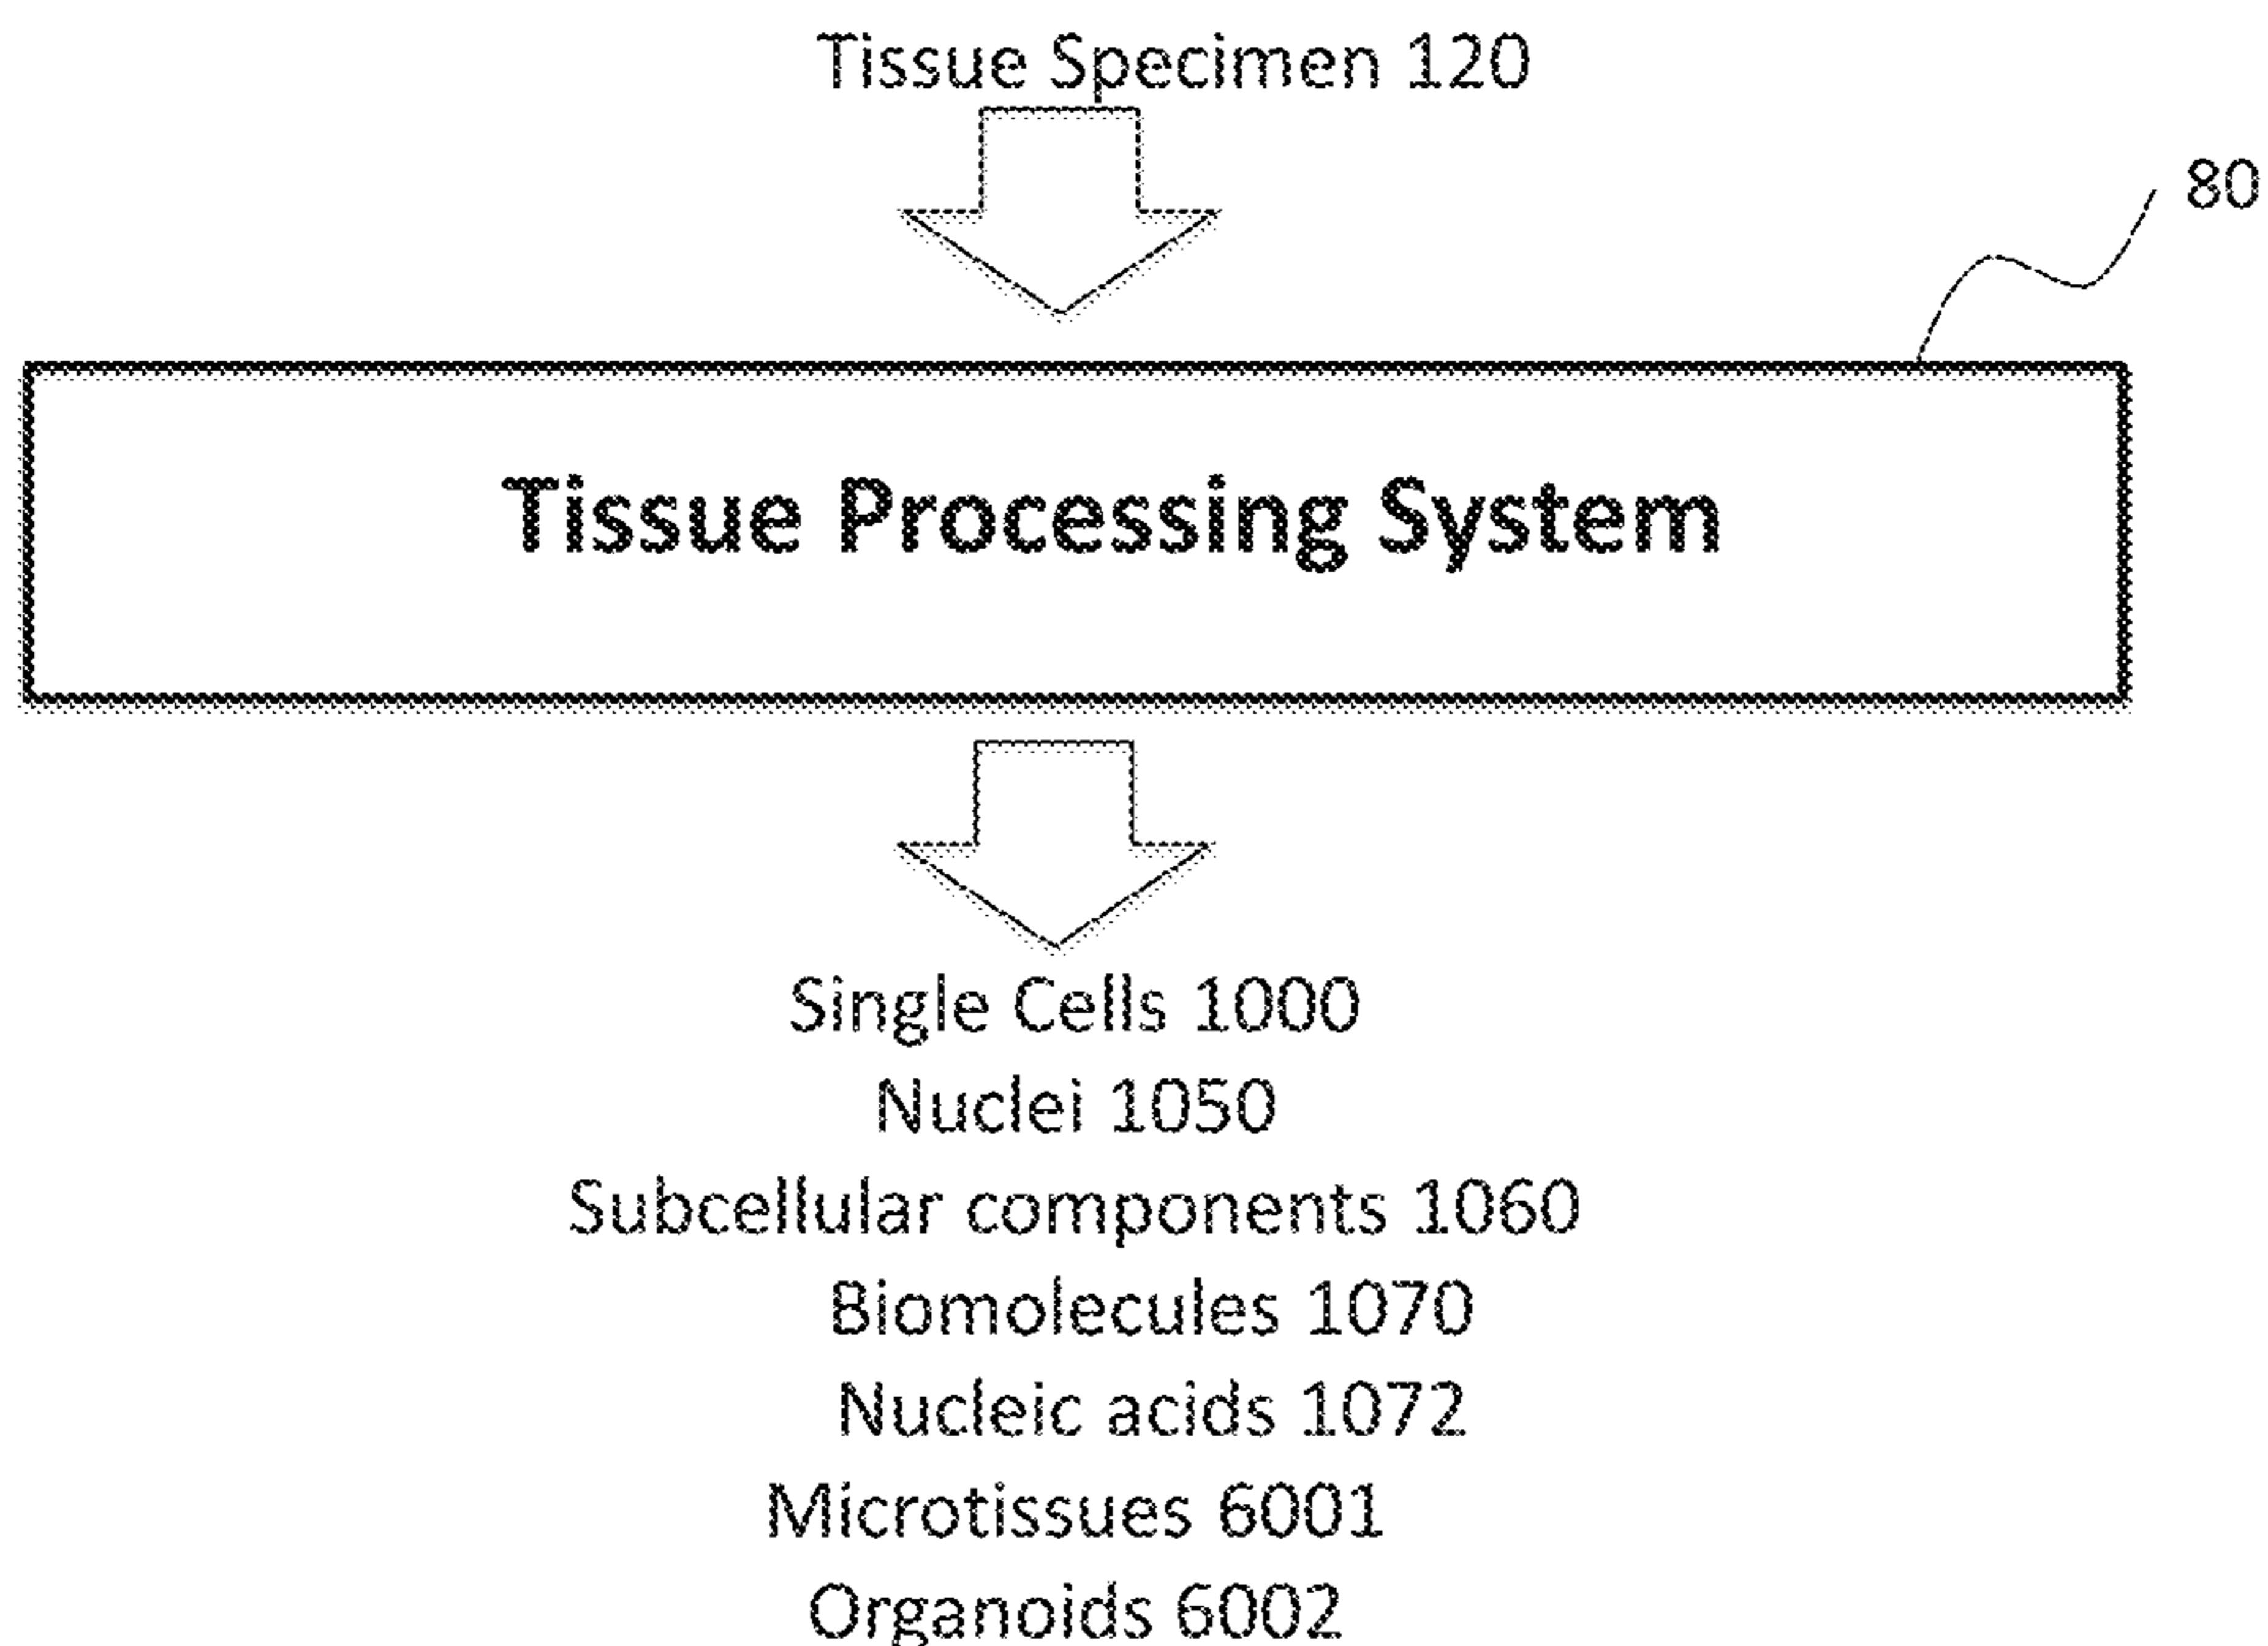 Tissue Specimen 120
80
Tissue Processing System
Single Cells 1000
Nuclei 1050
Subcellular components 1060
Biomolecules 1070
Nucleic acids 1072
Microtissues 6001
Organoids 6002